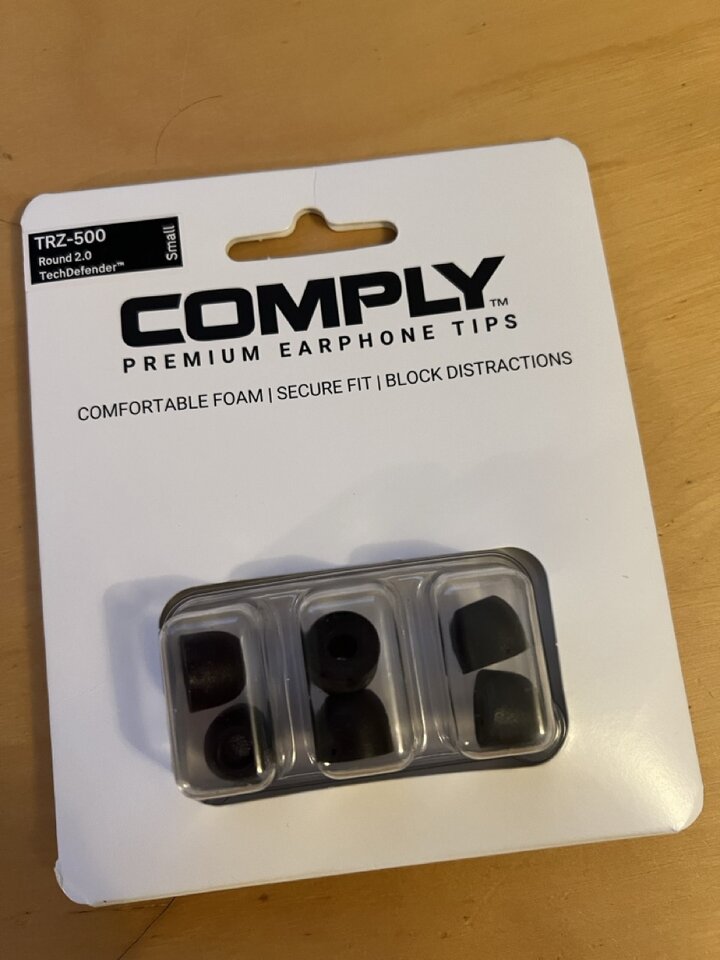 TRZ-500
Round 2.0
TechDefender™
Small
COMPLY™
PREMIUM EARPHONE TIPS
COMFORTABLE FOAM | SECURE FIT | BLOCK DISTRACTIONS